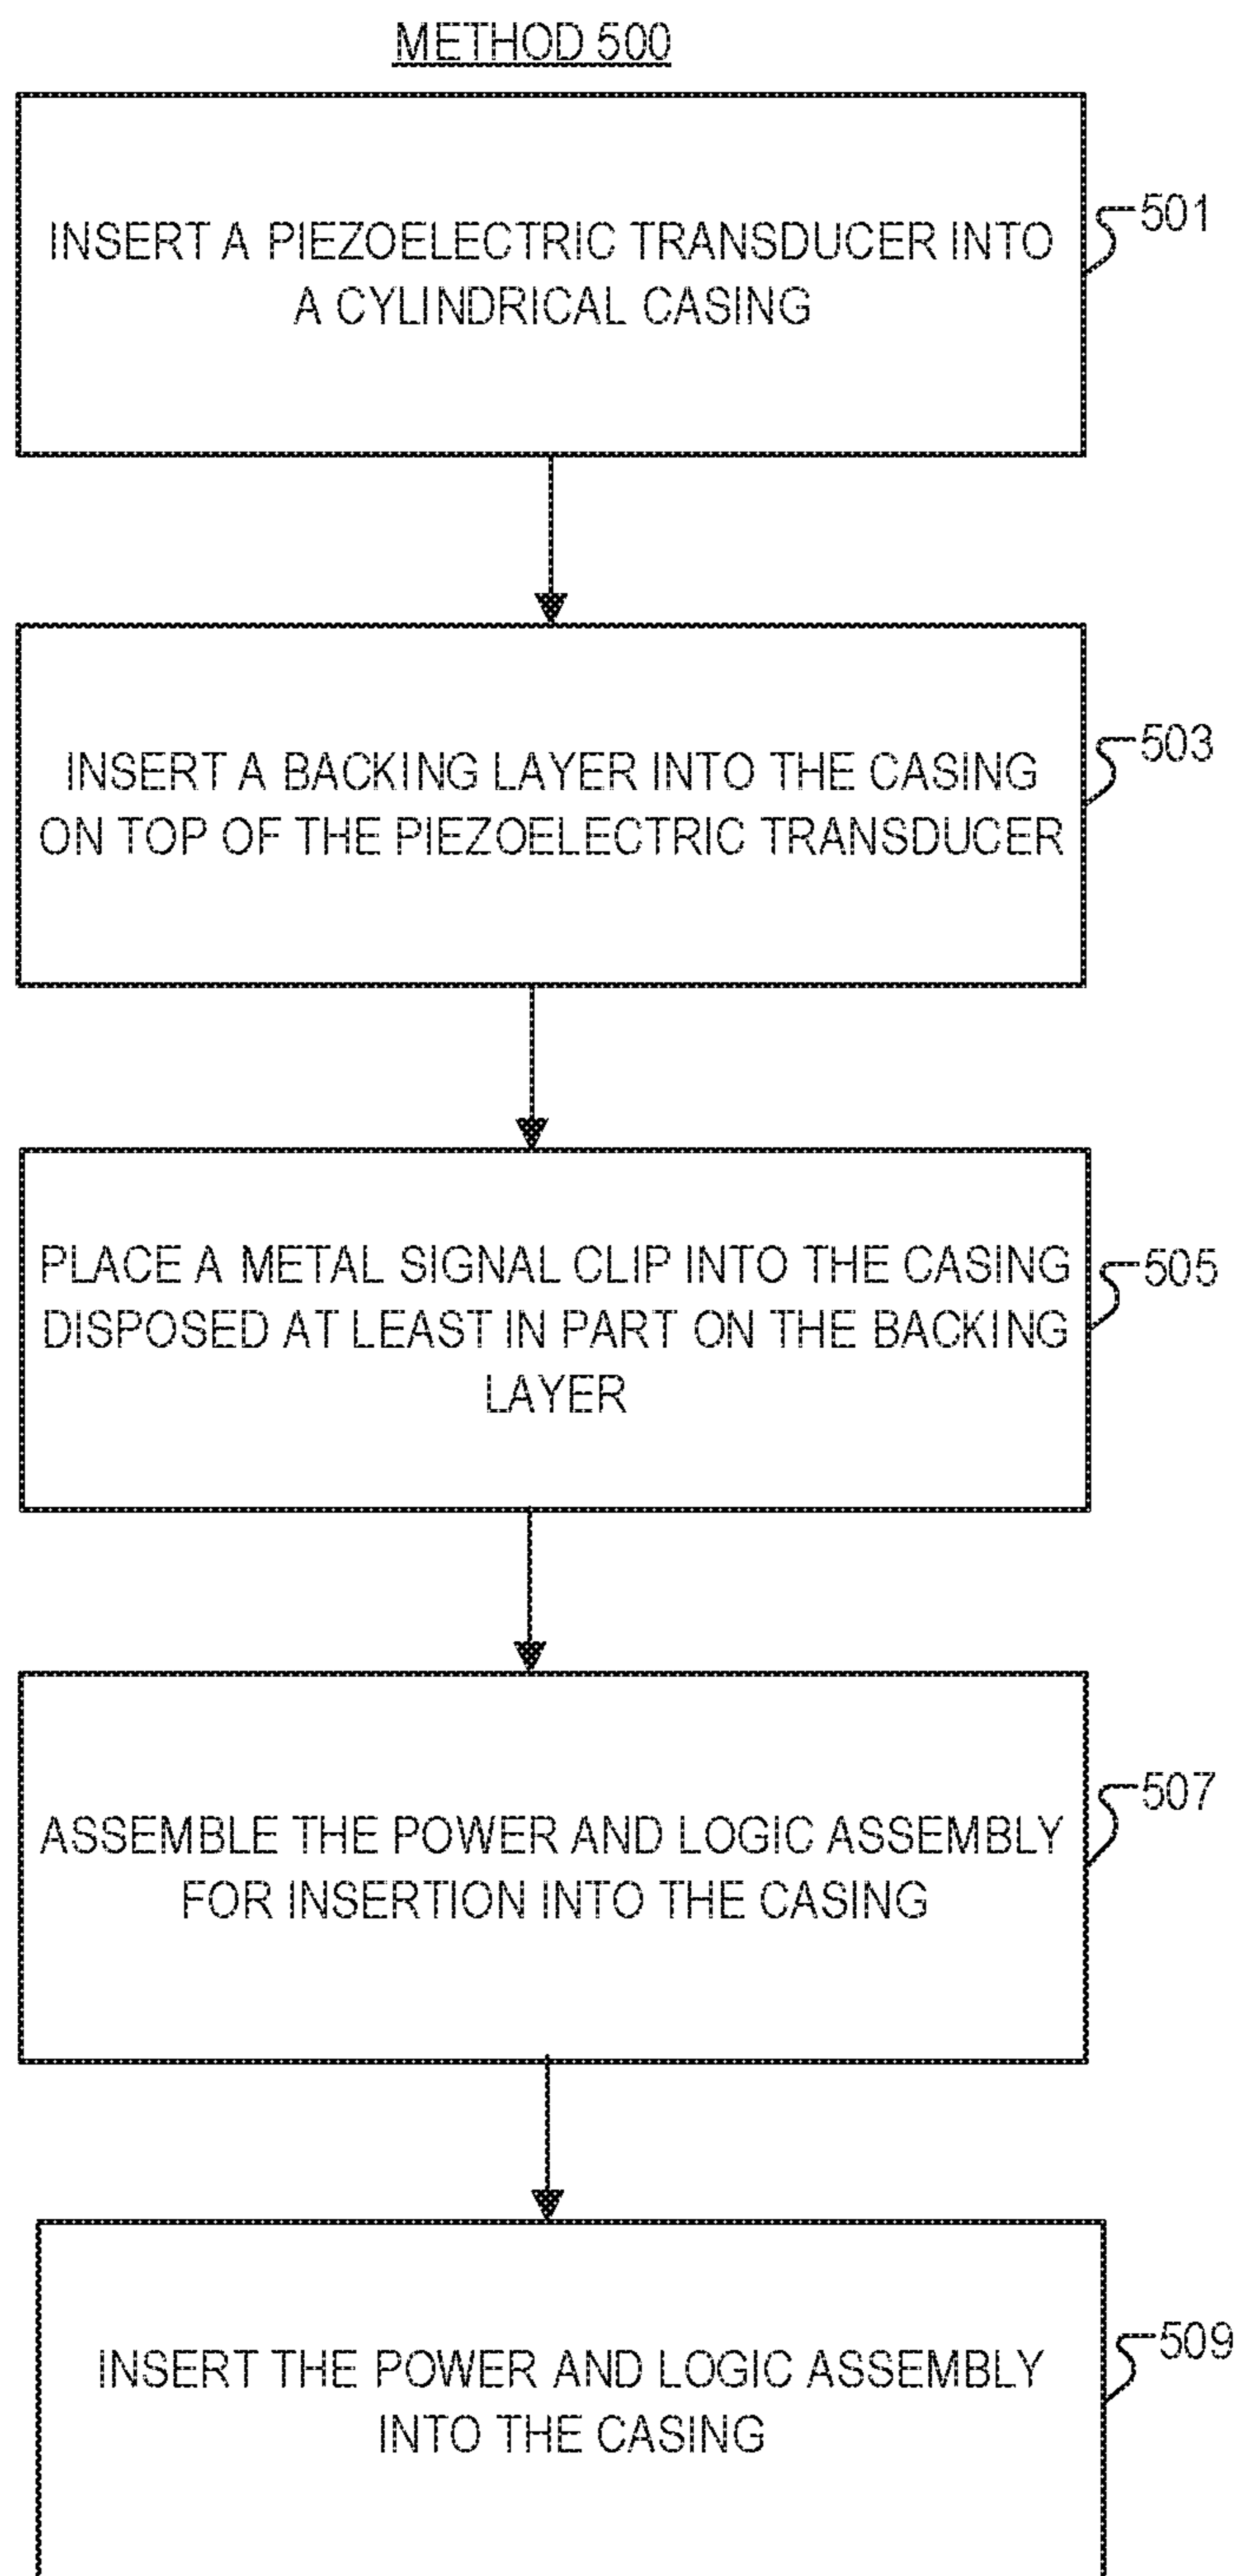 METHOD 500
INSERT A PIEZOELECTRIC TRANSDUCER INTO
A CYLINDRICAL CASING
501
INSERT A BACKING LAYER INTO THE CASING
ON TOP OF THE PIEZOELECTRIC TRANSDUCER
503
PLACE A METAL SIGNAL CLIP INTO THE CASING
DISPOSED AT LEAST IN PART ON THE BACKING
LAYER
505
ASSEMBLE THE POWER AND LOGIC ASSEMBLY
FOR INSERTION INTO THE CASING
507
INSERT THE POWER AND LOGIC ASSEMBLY
INTO THE CASING
509